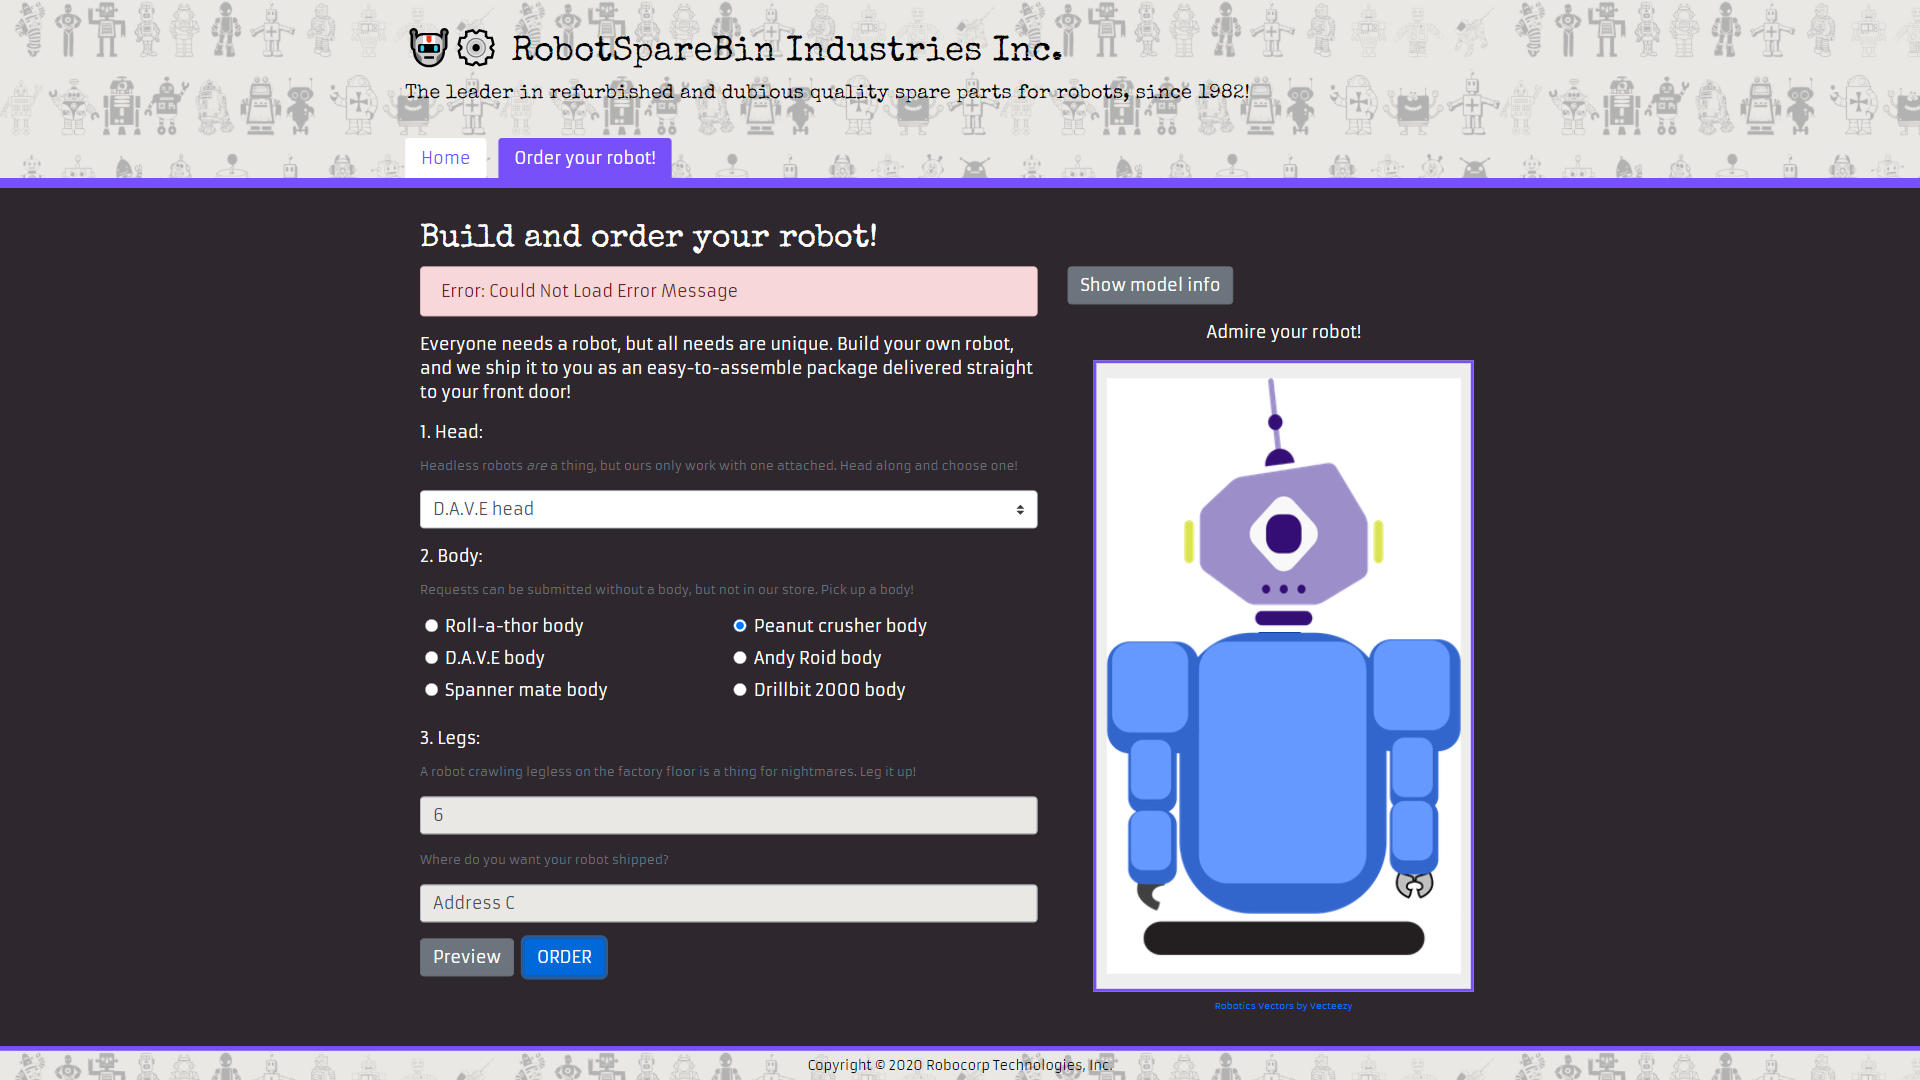 RobotSpareBin Industries Inc.
The leader in refurbished and dubious quality spare parts for robots, since 1982!
Home
Order your robot!
Build and order your robot!
Error: Could Not Load Error Message
Everyone needs a robot, but all needs are unique. Build your own robot,
and we ship it to you as an easy-to-assemble package delivered straight
to your front door!
1. Head:
Headless robots are a thing, but ours only work with one attached. Head along and choose one!
D.A.V.E head
2. Body:
Requests can be submitted without a body, but not in our store. Pick up a body!
Roll-a-thor body
Peanut crusher body
D.A.V.E body
Andy Roid body
Spanner mate body
Drillbit 2000 body
3. Legs:
A robot crawling legless on the factory floor is a thing for nightmares. Leg it up!
6
Where do you want your robot shipped?
Address C
Preview
ORDER
Show model info
Admire your robot!
Robotics Vectors by Vecteezy
Copyright © 2020 Robocorp Technologies, Inc.